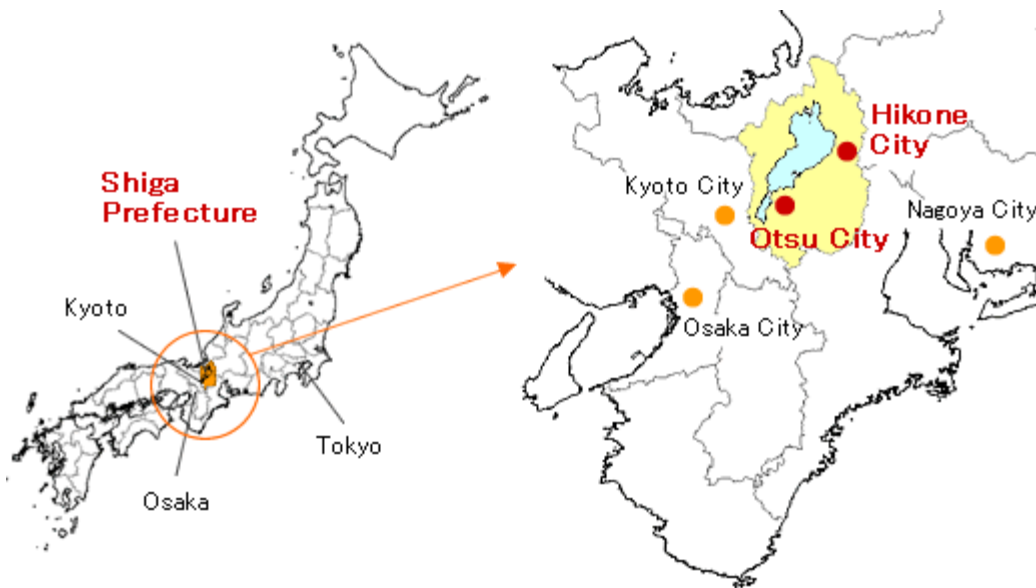 Shiga
Prefecture
Kyoto
Osaka
Tokyo
Hikone
City
Kyoto City
Nagoya City
Otsu City
Osaka City